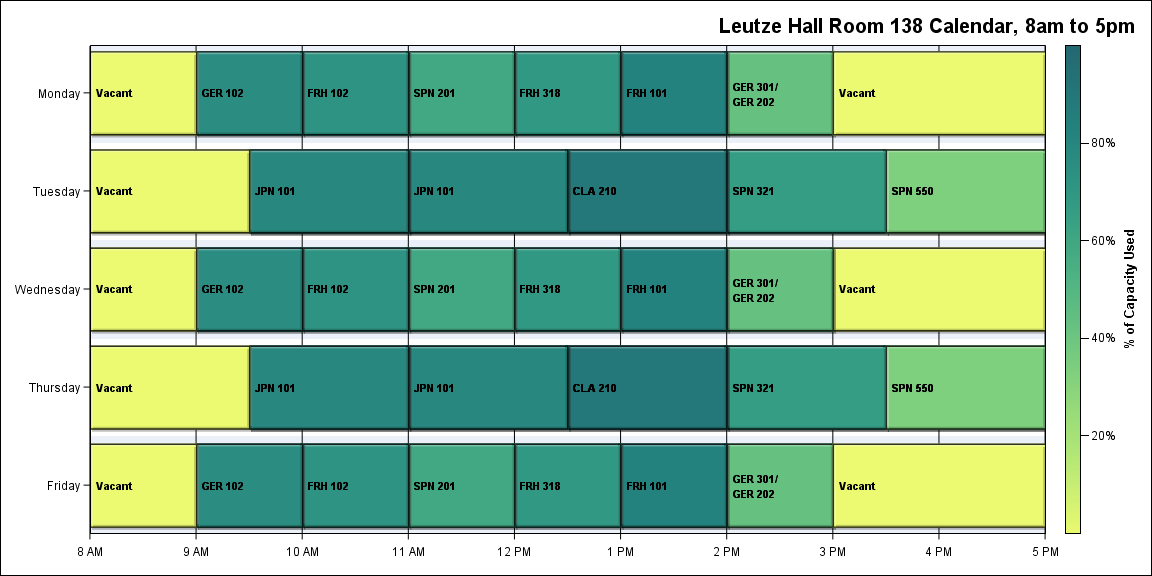 Leutze Hall Room 138 Calendar, 8am to 5pm
Monday
Vacant
GER 102
FRH 102
SPN 201
FRH 318
FRH 101
GER 301/
GER 202
Vacant
Tuesday
Vacant
JPN 101
JPN 101
CLA 210
SPN 321
SPN 550
Wednesday
Vacant
GER 102
FRH 102
SPN 201
FRH 318
FRH 101
GER 301/
GER 202
Vacant
Thursday
Vacant
JPN 101
JPN 101
CLA 210
SPN 321
SPN 550
Friday
Vacant
GER 102
FRH 102
SPN 201
FRH 318
FRH 101
GER 301/
GER 202
Vacant
8 AM
9 AM
10 AM
11 AM
12 PM
1 PM
2 PM
3 PM
4 PM
5 PM
80%
60%
40%
20%
% of Capacity Used